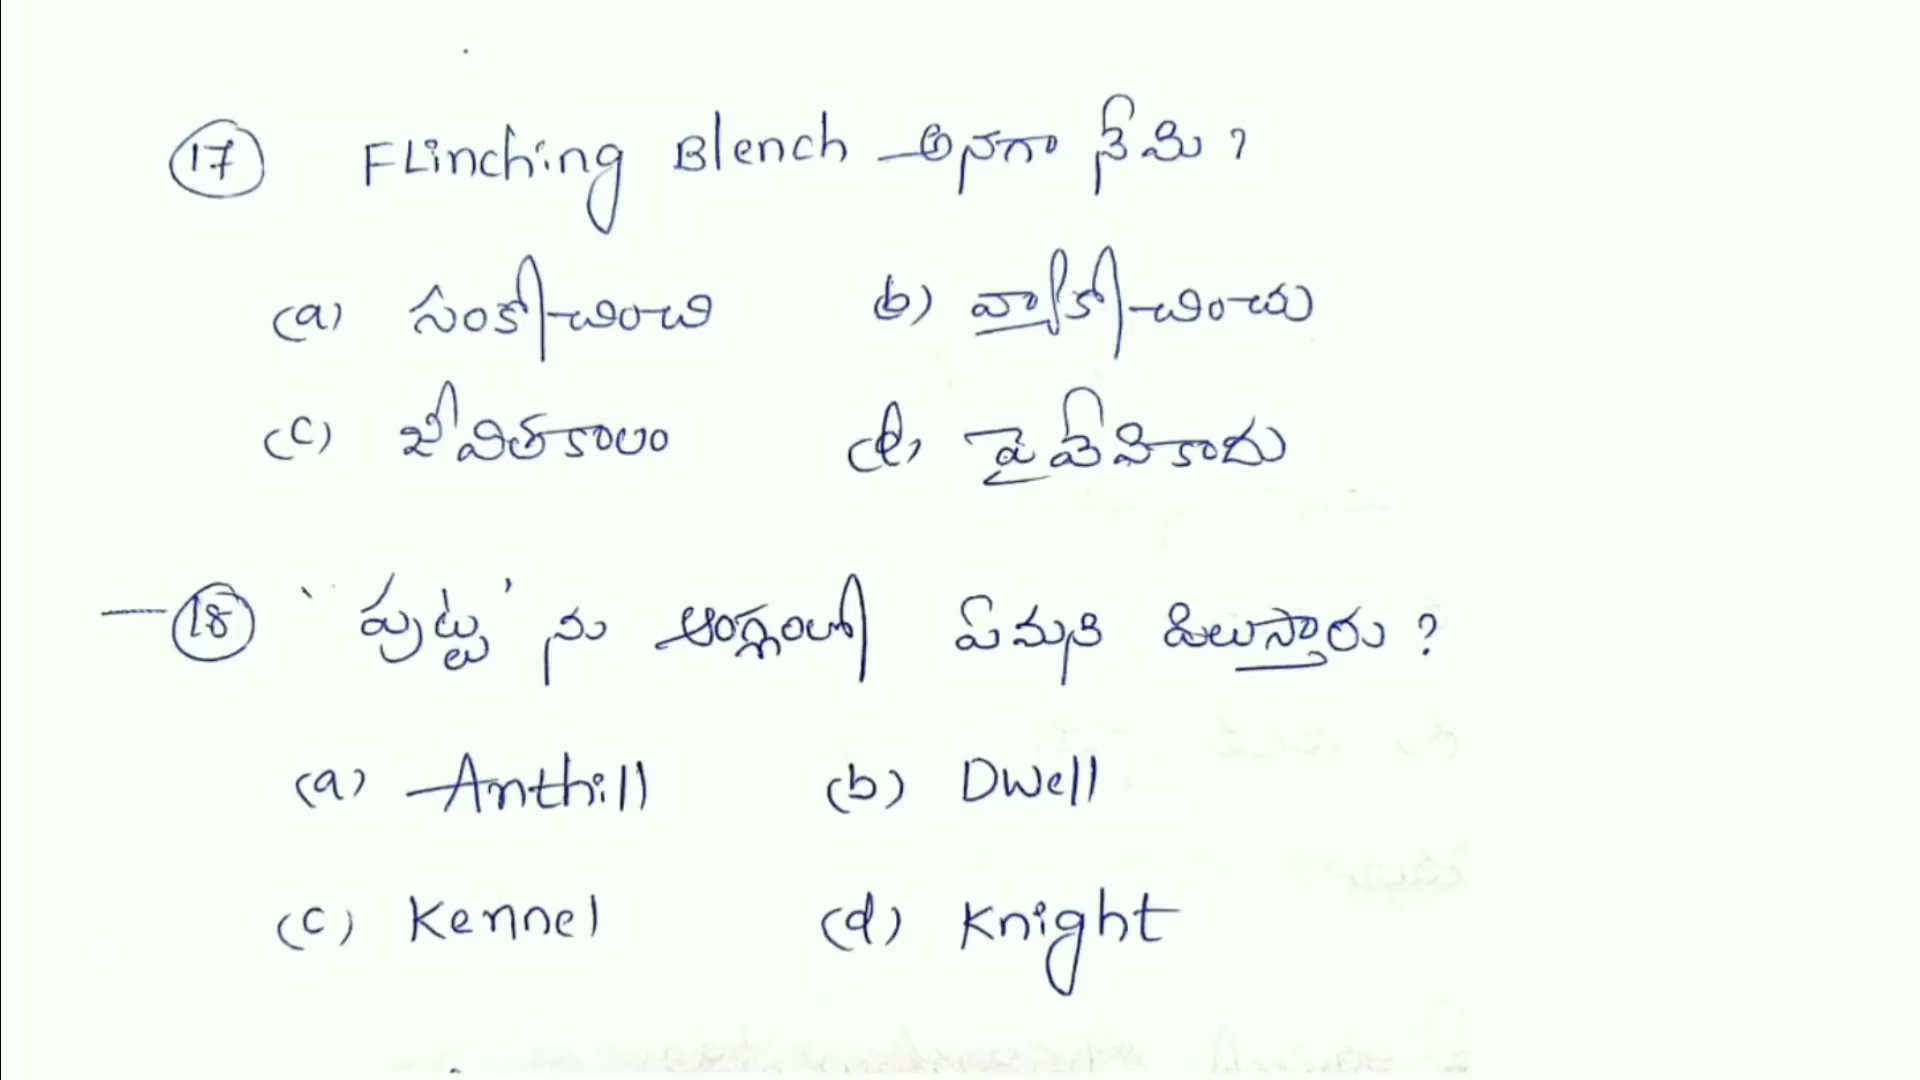 17 FLinching Blench అనగానేమి?
(a) సంకోచించి (b) వ్యాకోచించు
(c) జీవితకాలం (d) పైవేవికాదు
18 'పుట్ట' ను ఆంగ్లంలో ఏమని పిలుస్తారు?
(a) Anthill (b) Dwell
(c) Kennel (d) Knight